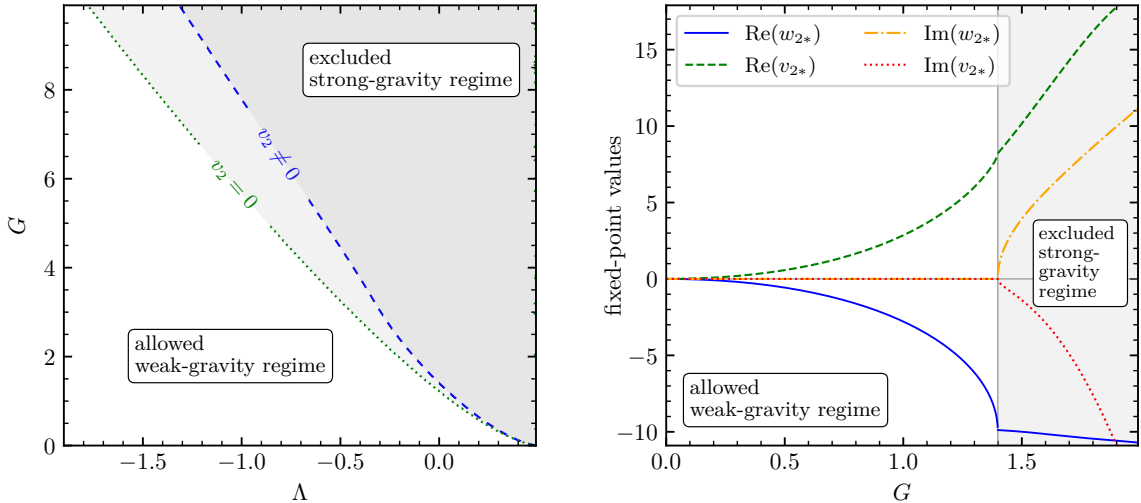 excluded
strong-gravity regime
v₂ ≠ 0
v₂ = 0
allowed
weak-gravity regime
8
6
4
2
0
G
−1.5
−1.0
−0.5
0.0
Λ
Re(w₂*)
Re(v₂*)
Im(w₂*)
Im(v₂*)
excluded
strong-
gravity
regime
allowed
weak-gravity regime
15
10
5
0
−5
−10
fixed-point values
0.0
0.5
1.0
1.5
G